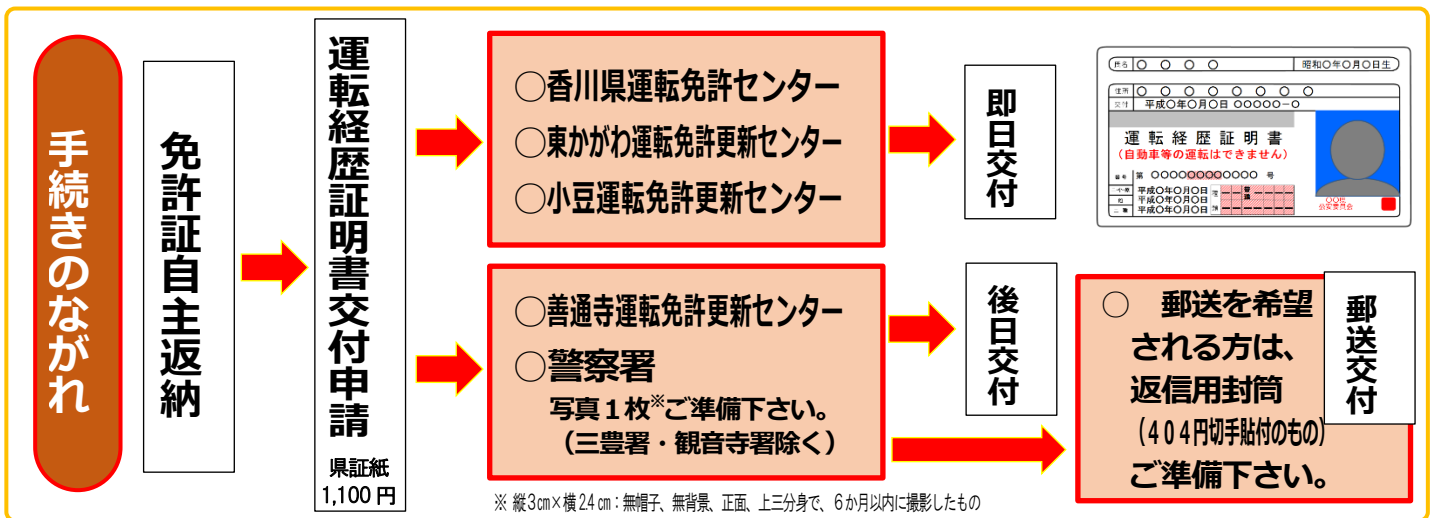 手続きのながれ
免許証自主返納
運転経歴証明書交付申請
県証紙
1,100円
○香川県運転免許センター
○東かがわ運転免許更新センター
○小豆運転免許更新センター
即日交付
氏名 ○ ○ ○ ○ 昭和○年○月○日生
住所 ○ ○ ○ ○ ○ ○ ○ ○
交付 平成○年○月○日 ○○○○○-○
運転経歴証明書
(自動車等の運転はできません)
番号 第 ○○○○○○○○○○○○ 号
平成○年○月○日
平成○年○月○日
平成○年○月○日
○○県
公安委員会
○善通寺運転免許更新センター
○警察署
写真1枚※ご準備下さい。
(三豊署・観音寺署除く)
後日交付
○ 郵送を希望
される方は、
返信用封筒
(404円切手貼付のもの)
ご準備下さい。
郵送交付
※ 縦3cm×横2.4cm:無帽子、無背景、正面、上三分身で、6か月以内に撮影したもの